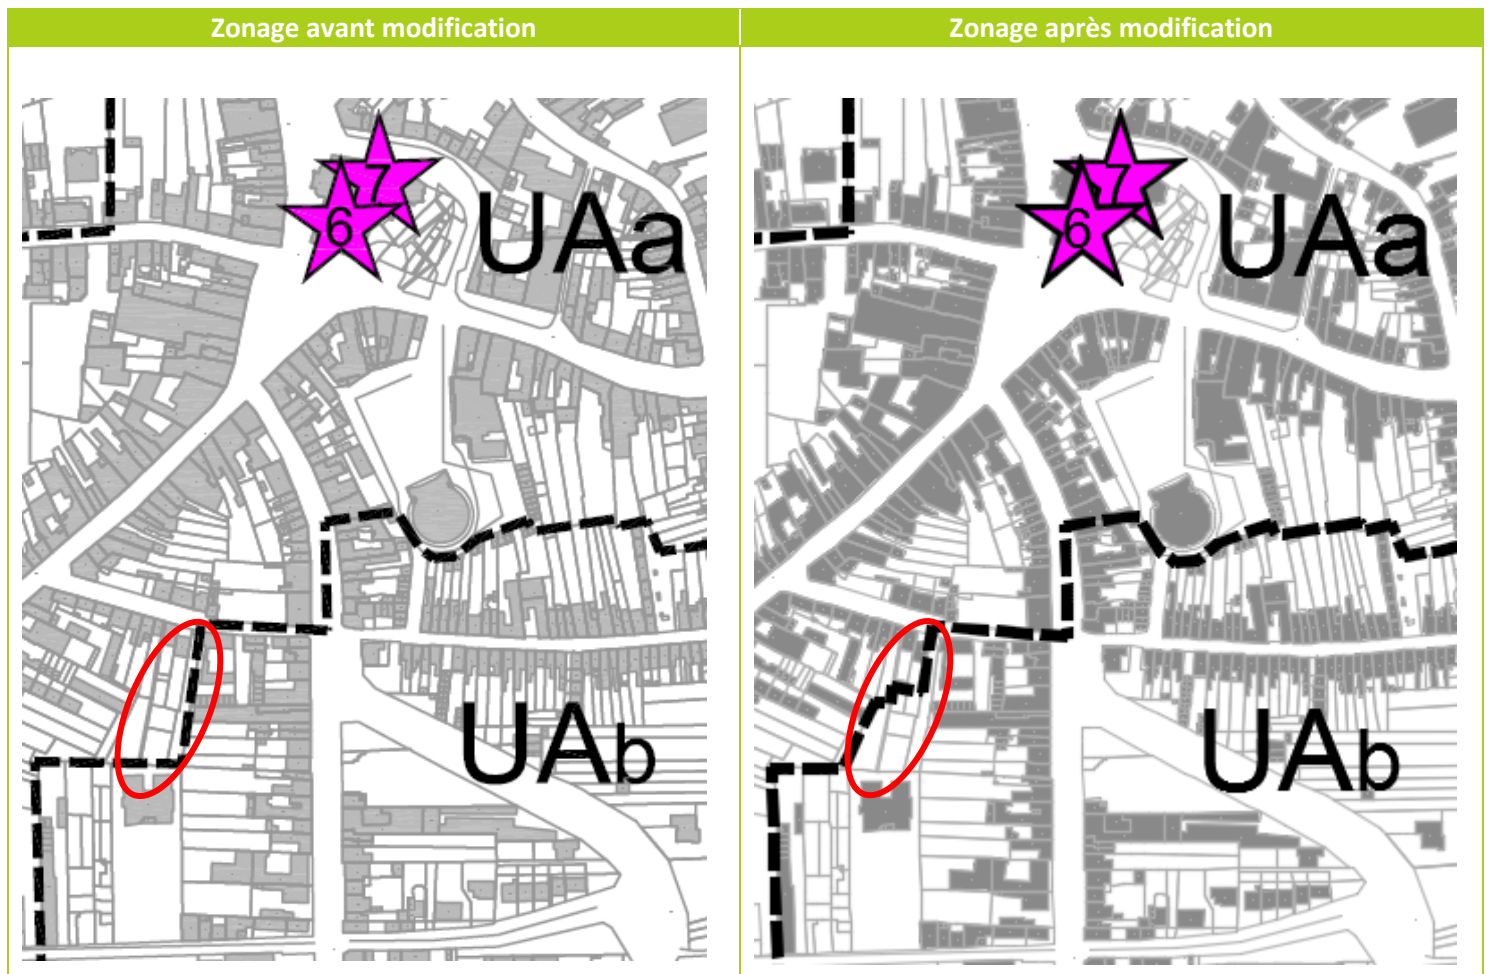 Zonage avant modification
Zonage après modification
7
6
UAa
UAb
7
6
UAa
UAb